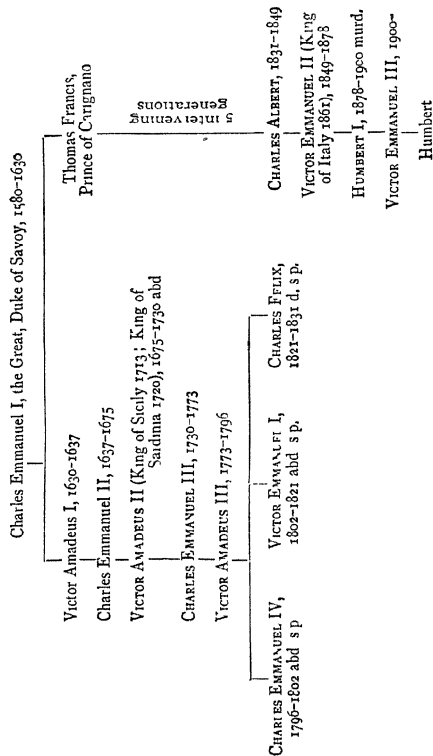 Charles Emmanuel I, the Great, Duke of Savoy, 1580-1630
Victor Amadeus I, 1630-1637
Charles Emmanuel II, 1637-1675
VICTOR AMADEUS II (King of Sicily 1713; King of
Sardinia 1720), 1675-1730 abd
CHARLES EMMANUEL III, 1730-1773
VICTOR AMADEUS III, 1773-1796
CHARLES EMMANUEL IV,
1796-1802 abd s p
VICTOR EMMANUEL I,
1802-1821 abd s p.
CHARLES FELIX,
1821-1831 d. s p.
Thomas Francis,
Prince of Carignano
5 intervening
generations
CHARLES ALBERT, 1831-1849
VICTOR EMMANUEL II (King
of Italy 1861), 1849-1878
HUMBERT I, 1878-1900 murd.
VICTOR EMMANUEL III, 1900-
Humbert